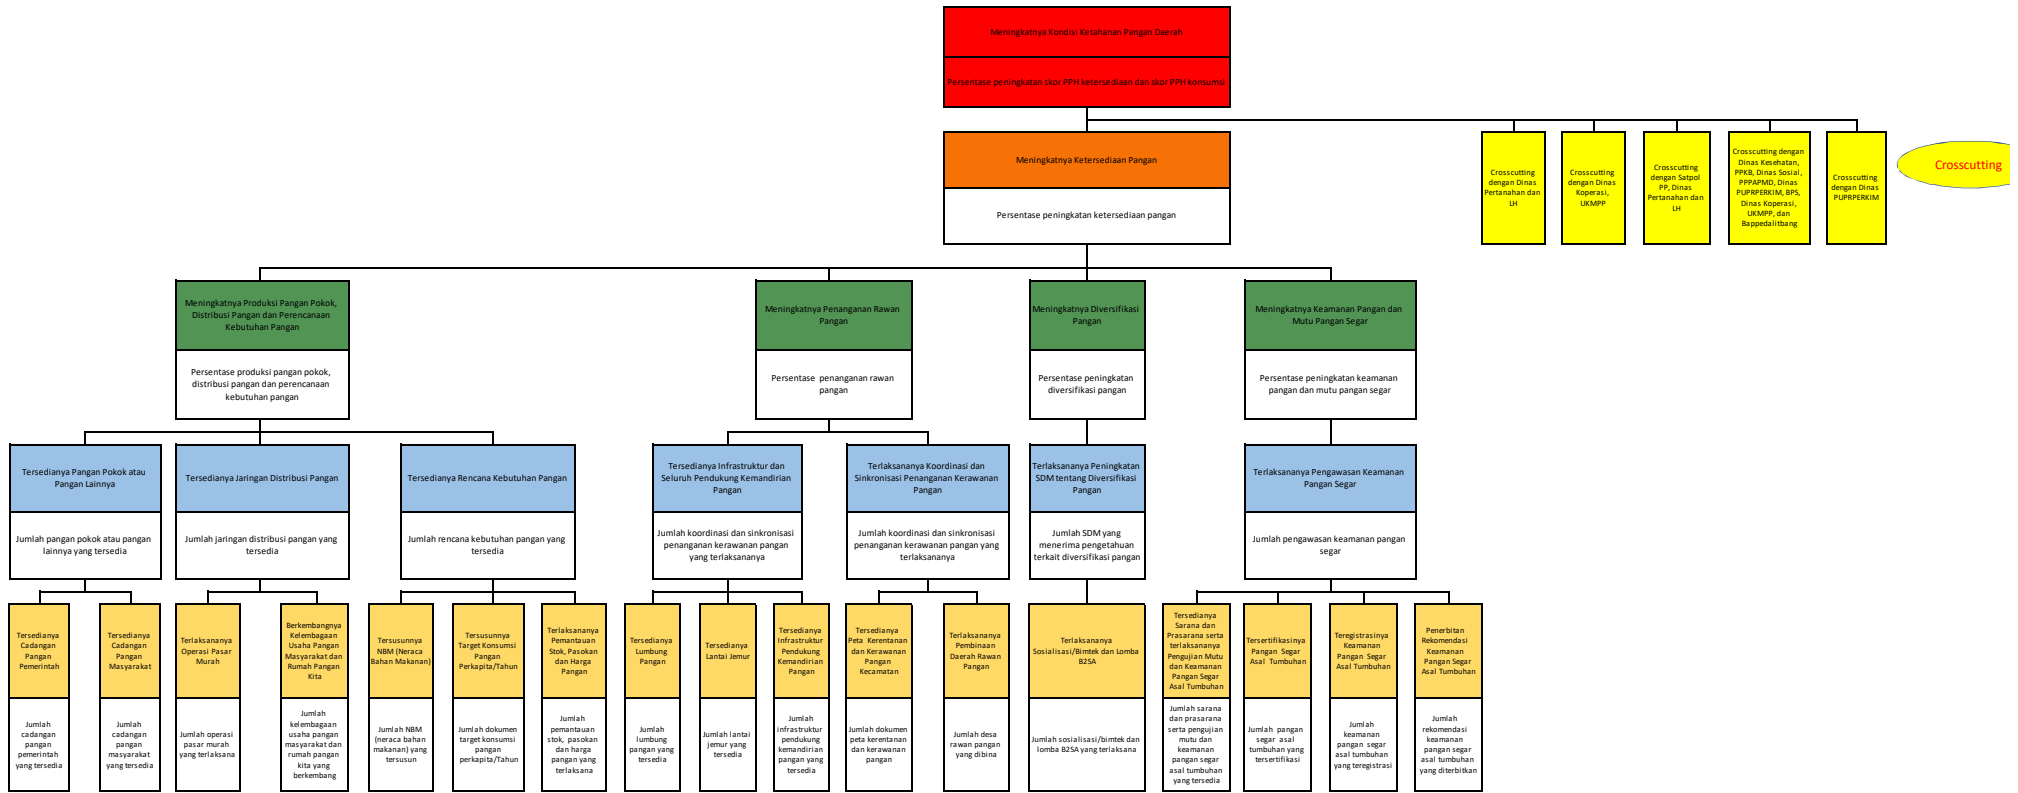 Meningkatnya Kondisi Ketahanan Pangan Daerah
Persentase peningkatan skor PPH ketersediaan dan skor PPH konsumsi
Meningkatnya Ketersediaan Pangan
Persentase peningkatan ketersediaan pangan
Crosscutting
dengan Dinas
Pertanahan dan
LH
Crosscutting
dengan Dinas
Koperasi,
UKMPP
Crosscutting
dengan Satpol
PP, Dinas
Pertanahan dan
LH
Crosscutting dengan
Dinas Kesehatan,
PPKB, Dinas Sosial,
PPPAPMD, Dinas
PUPRPERKIM, BPS,
Dinas Koperasi,
UKMPP, dan
Bappedalitbang
Crosscutting
dengan Dinas
PUPRPERKIM
Crosscutting
Meningkatnya Produksi Pangan Pokok,
Distribusi Pangan dan Perencanaan
Kebutuhan Pangan
Persentase produksi pangan pokok,
distribusi pangan dan perencanaan
kebutuhan pangan
Meningkatnya Penanganan Rawan
Pangan
Persentase penanganan rawan
pangan
Meningkatnya Diversifikasi
Pangan
Persentase peningkatan
diversifikasi pangan
Meningkatnya Keamanan Pangan dan
Mutu Pangan Segar
Persentase peningkatan keamanan
pangan dan mutu pangan segar
Tersedianya Pangan Pokok atau
Pangan Lainnya
Jumlah pangan pokok atau pangan
lainnya yang tersedia
Tersedianya Jaringan Distribusi Pangan
Jumlah jaringan distribusi pangan yang
tersedia
Tersedianya Rencana Kebutuhan Pangan
Jumlah rencana kebutuhan pangan yang
tersedia
Tersedianya Infrastruktur dan
Seluruh Pendukung Kemandirian
Pangan
Jumlah koordinasi dan sinkronisasi
penanganan kerawanan pangan
yang terlaksananya
Terlaksananya Koordinasi dan
Sinkronisasi Penanganan Kerawanan
Pangan
Jumlah koordinasi dan sinkronisasi
penanganan kerawanan pangan yang
terlaksananya
Terlaksananya Peningkatan
SDM tentang Diversifikasi
Pangan
Jumlah SDM yang
menerima pengetahuan
terkait diversifikasi pangan
Terlaksananya Pengawasan Keamanan
Pangan Segar
Jumlah pengawasan keamanan pangan
segar
Tersedianya
Cadangan
Pangan
Pemerintah
Jumlah
cadangan
pangan
pemerintah
yang tersedia
Tersedianya
Cadangan
Pangan
Masyarakat
Jumlah
cadangan
pangan
masyarakat
yang tersedia
Terlaksananya
Operasi Pasar
Murah
Jumlah operasi
pasar murah
yang terlaksana
Berkembangnya
Kelembagaan
Usaha Pangan
Masyarakat dan
Rumah Pangan
Kita
Jumlah
kelembagaan
usaha pangan
masyarakat dan
rumah pangan
kita yang
berkembang
Tersusunnya
NBM (Neraca
Bahan Makanan)
Jumlah NBM
(neraca bahan
makanan) yang
tersusun
Tersusunnya
Target Konsumsi
Pangan
Perkapita/Tahun
Jumlah dokumen
target konsumsi
pangan
perkapita/Tahun
Terlaksananya
Pemantauan
Stok, Pasokan
dan Harga
Pangan
Jumlah
pemantauan
stok, pasokan
dan harga
pangan yang
terlaksana
Tersedianya
Lumbung
Pangan
Jumlah
lumbung
pangan yang
tersedia
Tersedianya
Lantai Jemur
Jumlah lantai
jemur yang
tersedia
Tersedianya
Infrastruktur
Pendukung
Kemandirian
Pangan
Jumlah
infrastruktur
pendukung
kemandirian
pangan yang
tersedia
Tersedianya
Peta Kerentanan
dan Kerawanan
Pangan
Kecamatan
Jumlah dokumen
peta kerentanan
dan kerawanan
pangan
Terlaksananya
Pembinaan
Daerah Rawan
Pangan
Jumlah desa
rawan pangan
yang dibina
Terlaksananya
Sosialisasi/Bimtek dan Lomba
B2SA
Jumlah sosialisasi/bimtek dan
lomba B2SA yang terlaksana
Tersedianya
Sarana dan
Prasarana serta
terlaksananya
Pengujian Mutu
dan Keamanan
Pangan Segar
Asal Tumbuhan
Jumlah sarana
dan prasarana
serta pengujian
mutu dan
keamanan
pangan segar
asal tumbuhan
yang tersedia
Tersertifikasinya
Pangan Segar
Asal Tumbuhan
Jumlah pangan
segar asal
tumbuhan yang
tersertifikasi
Teregistrasinya
Keamanan
Pangan Segar
Asal Tumbuhan
Jumlah
keamanan
pangan segar
asal tumbuhan
yang teregistrasi
Penerbitan
Rekomendasi
Keamanan
Pangan Segar
Asal Tumbuhan
Jumlah
rekomendasi
keamanan
pangan segar
asal tumbuhan
yang diterbitkan